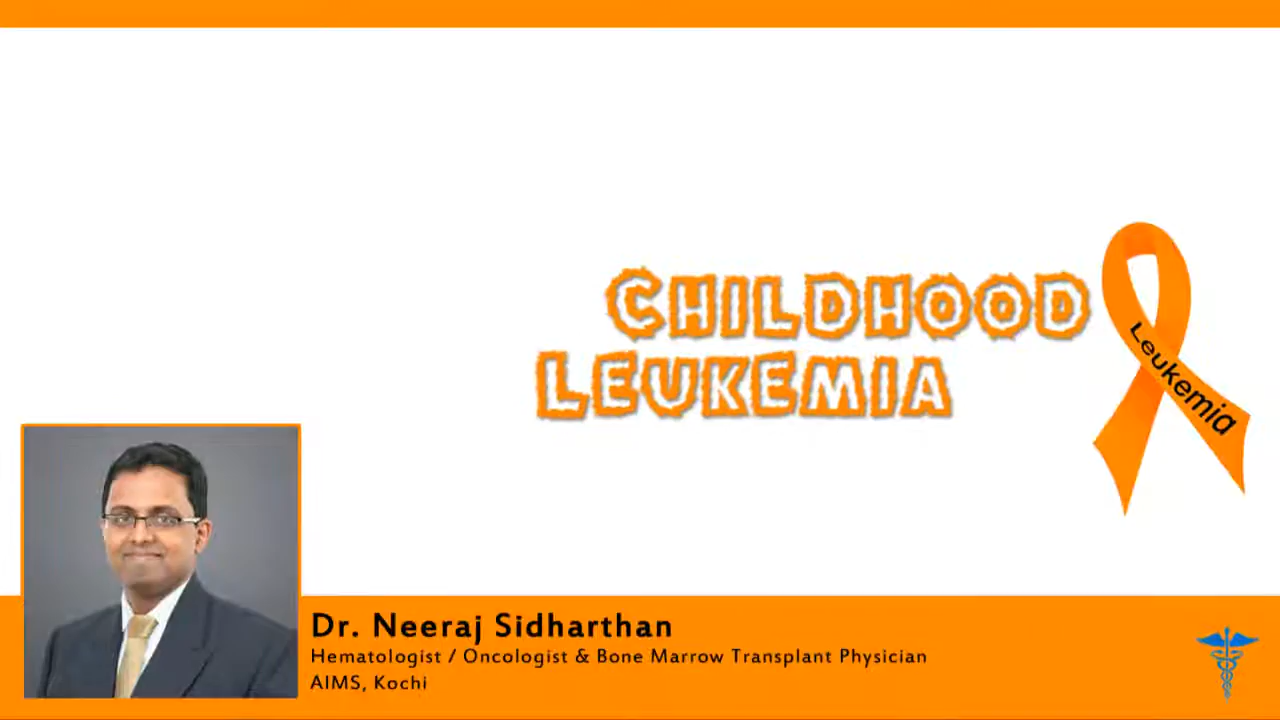 CHILDHOOD
LEUKEMIA
Leukemia
Dr. Neeraj Sidharthan
Hematologist / Oncologist & Bone Marrow Transplant Physician
AIMS, Kochi